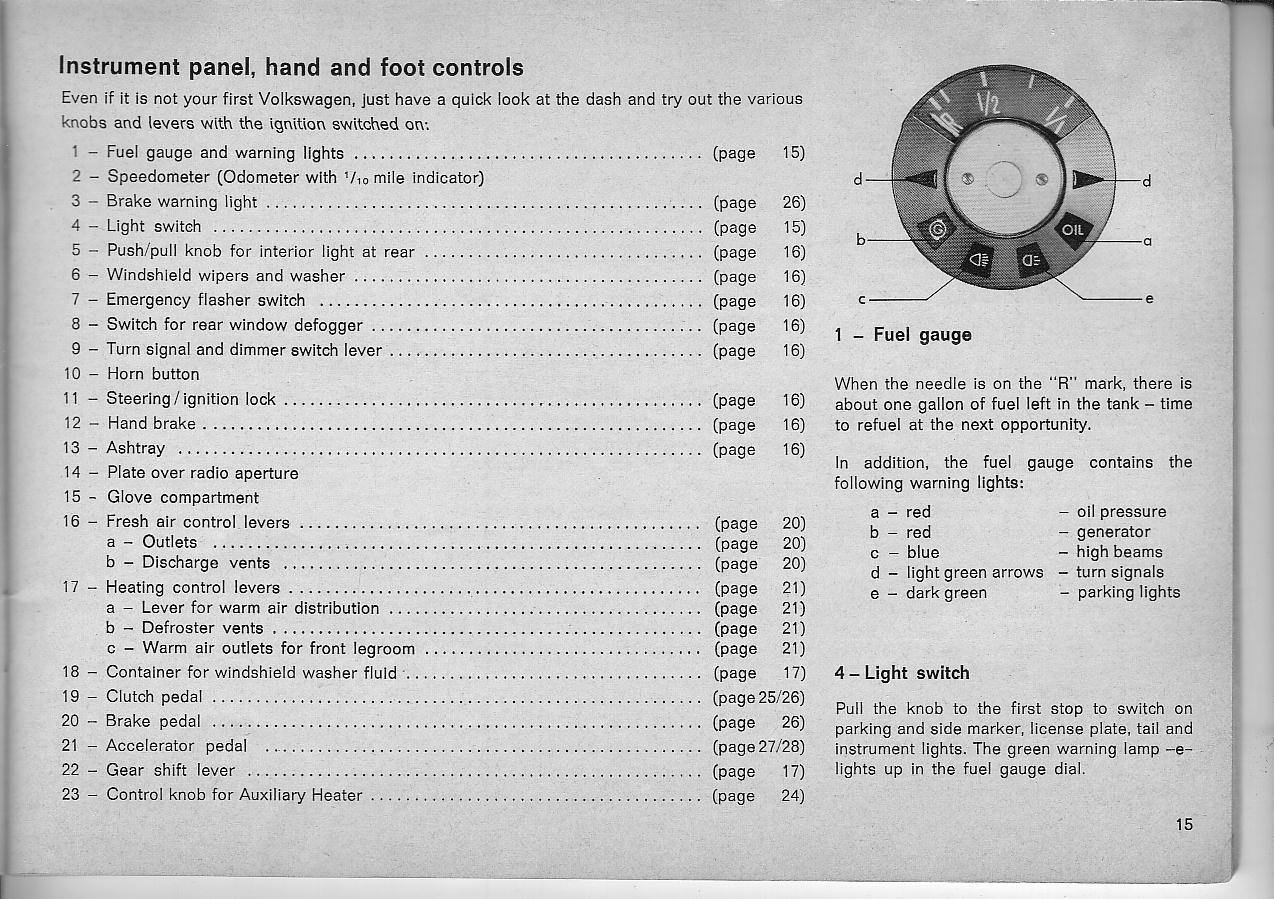 Instrument panel, hand and foot controls
Even if it is not your first Volkswagen, just have a quick look at the dash and try out the various
knobs and levers with the ignition switched on:
1 – Fuel gauge and warning lights ........................................ (page 15)
2 – Speedometer (Odometer with 1/10 mile indicator)
3 – Brake warning light .................................................. (page 26)
4 – Light switch ........................................................ (page 15)
5 – Push/pull knob for interior light at rear ................................ (page 16)
6 – Windshield wipers and washer ........................................ (page 16)
7 – Emergency flasher switch ............................................ (page 16)
8 – Switch for rear window defogger ...................................... (page 16)
9 – Turn signal and dimmer switch lever .................................... (page 16)
10 – Horn button
11 – Steering / ignition lock ................................................ (page 16)
12 – Hand brake ......................................................... (page 16)
13 – Ashtray ............................................................ (page 16)
14 – Plate over radio aperture
15 – Glove compartment
16 – Fresh air control levers .............................................. (page 20)
a – Outlets ........................................................ (page 20)
b – Discharge vents ................................................ (page 20)
17 – Heating control levers ............................................... (page 21)
a – Lever for warm air distribution .................................... (page 21)
b – Defroster vents ................................................. (page 21)
c – Warm air outlets for front legroom ................................ (page 21)
18 – Container for windshield washer fluid .................................. (page 17)
19 – Clutch pedal ........................................................ (page 25/26)
20 – Brake pedal ........................................................ (page 26)
21 – Accelerator pedal .................................................. (page 27/28)
22 – Gear shift lever .................................................... (page 17)
23 – Control knob for Auxiliary Heater ...................................... (page 24)
R 1/2 1/1
d d
OIL
b a
c e
1 – Fuel gauge
When the needle is on the "R" mark, there is
about one gallon of fuel left in the tank – time
to refuel at the next opportunity.
In addition, the fuel gauge contains the
following warning lights:
a – red – oil pressure
b – red – generator
c – blue – high beams
d – light green arrows – turn signals
e – dark green – parking lights
4 – Light switch
Pull the knob to the first stop to switch on
parking and side marker, license plate, tail and
instrument lights. The green warning lamp –e–
lights up in the fuel gauge dial.
15